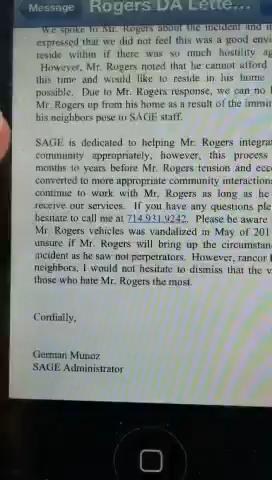 Message
Rogers DA Lette...
We spoke to Mr. Rogers about the incident and
expressed that we did not feel this was a good
reside within if there was so much hostility
However, Mr. Rogers noted that he cannot afford
this time and would like to reside in his home
possible. Due to Mr. Rogers response, we can no
Mr. Rogers up from his home as a result of the
his neighbors pose to SAGE staff.
SAGE is dedicated to helping Mr. Rogers
community appropriately, however, this process
months to years before Mr. Rogers tension and
converted to more appropriate community
continue to work with Mr. Rogers as long as he
receive our services. If you have any questions
hesitate to call me at 714.931.9242. Please be aware
Mr. Rogers vehicles was vandalized in May of
unsure if Mr. Rogers will bring up the
incident as he saw not perpetrators. However, rancor
neighbors, I would not hesitate to dismiss that the
those who hate Mr. Rogers the most.
Cordially,
German Munoz
SAGE Administrator